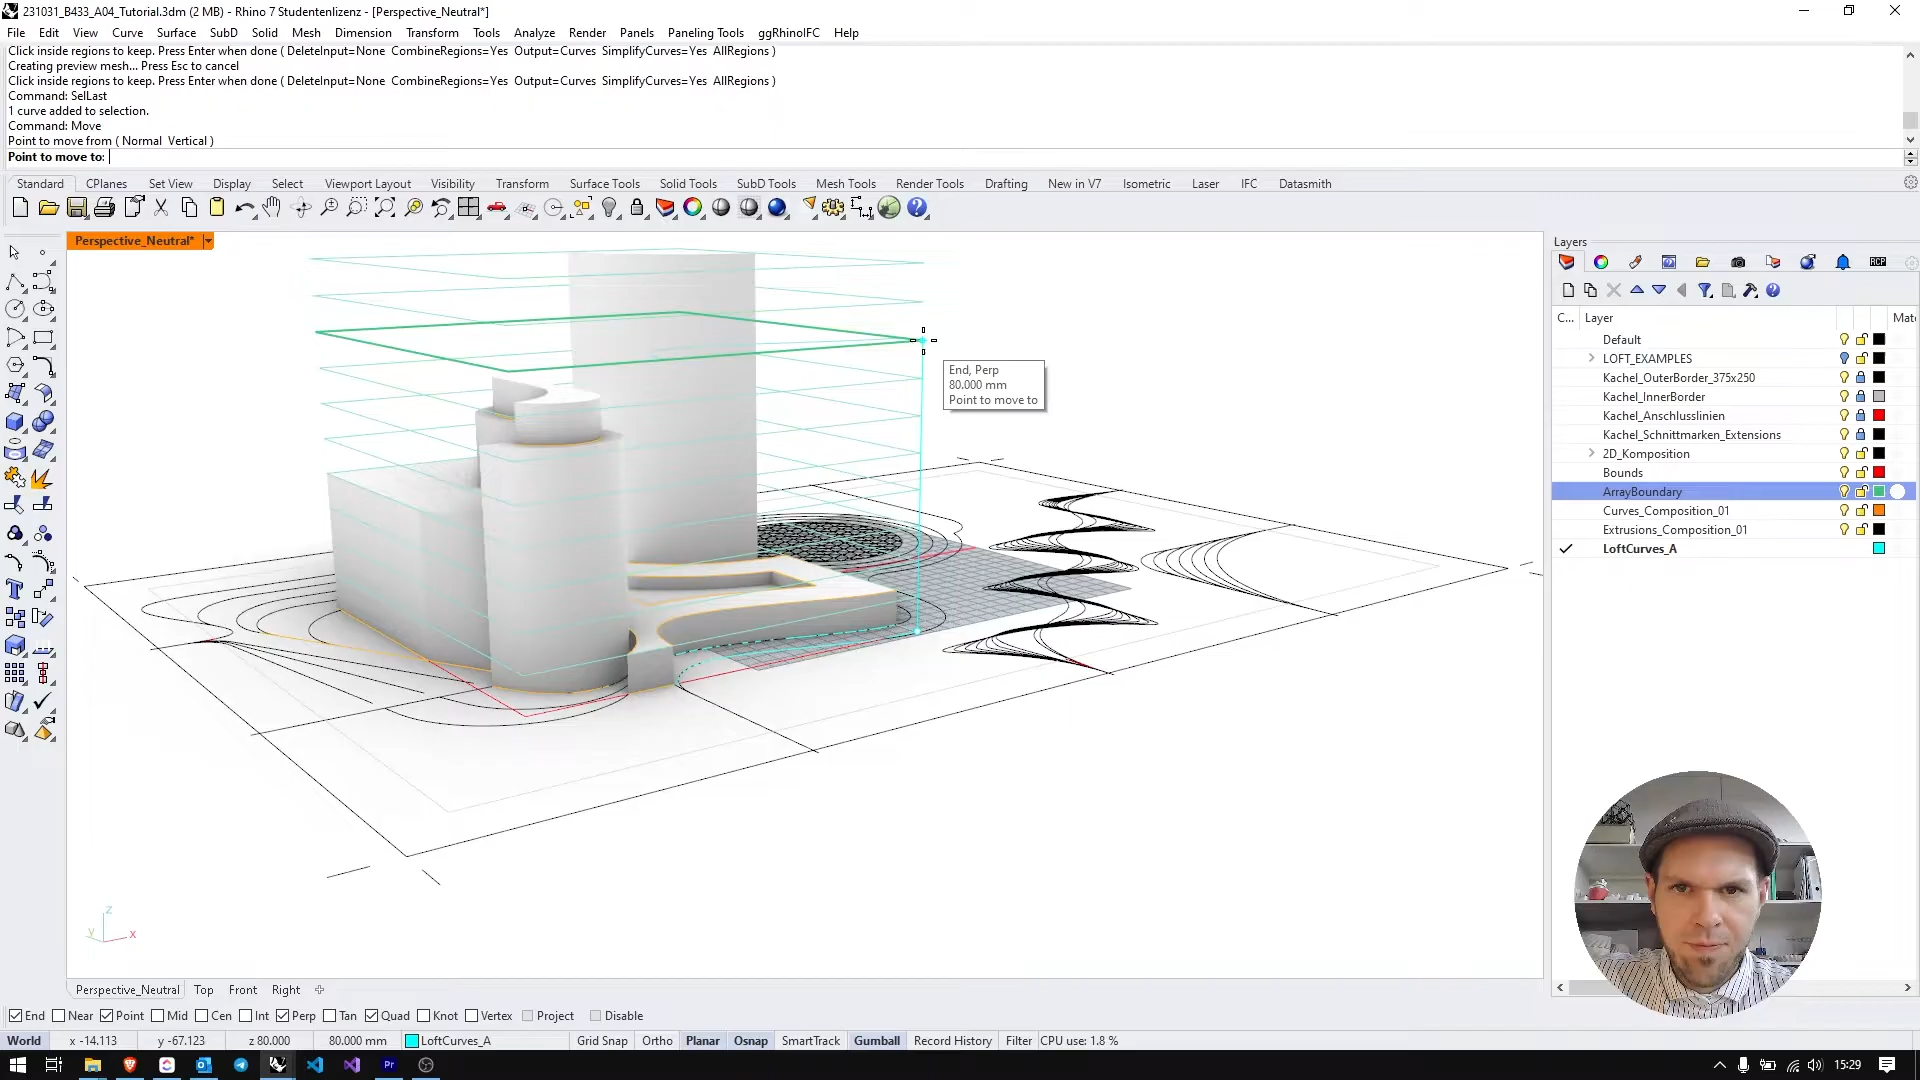 231031_B433_A04_Tutorial.3dm (2 MB) - Rhino 7 Studentenlizenz - [Perspective_Neutral*]
File Edit View Curve Surface SubD Solid Mesh Dimension Transform Tools Analyze Render Panels Paneling Tools ggRhinoIFC Help
Click inside regions to keep. Press Enter when done ( DeleteInput=None CombineRegions=Yes Output=Curves SimplifyCurves=Yes AllRegions )
Creating preview mesh... Press Esc to cancel
Click inside regions to keep. Press Enter when done ( DeleteInput=None CombineRegions=Yes Output=Curves SimplifyCurves=Yes AllRegions )
Command: SelLast
1 curve added to selection.
Command: Move
Point to move from ( Normal Vertical )
Point to move to:
Standard CPlanes Set View Display Select Viewport Layout Visibility Transform Surface Tools Solid Tools SubD Tools Mesh Tools Render Tools Drafting New in V7 Isometric Laser IFC Datasmith
Perspective_Neutral*
End, Perp
80.000 mm
Point to move to
z
y x
Layers
RCP
C... Layer Mate
Default
LOFT_EXAMPLES
Kachel_OuterBorder_375x250
Kachel_InnerBorder
Kachel_Anschlusslinien
Kachel_Schnittmarken_Extensions
2D_Komposition
Bounds
ArrayBoundary
Curves_Composition_01
Extrusions_Composition_01
LoftCurves_A
Perspective_Neutral Top Front Right
End Near Point Mid Cen Int Perp Tan Quad Knot Vertex Project Disable
World x -14.113 y -67.123 z 80.000 80.000 mm LoftCurves_A Grid Snap Ortho Planar Osnap SmartTrack Gumball Record History Filter CPU use: 1.8 %
Pr 15:29